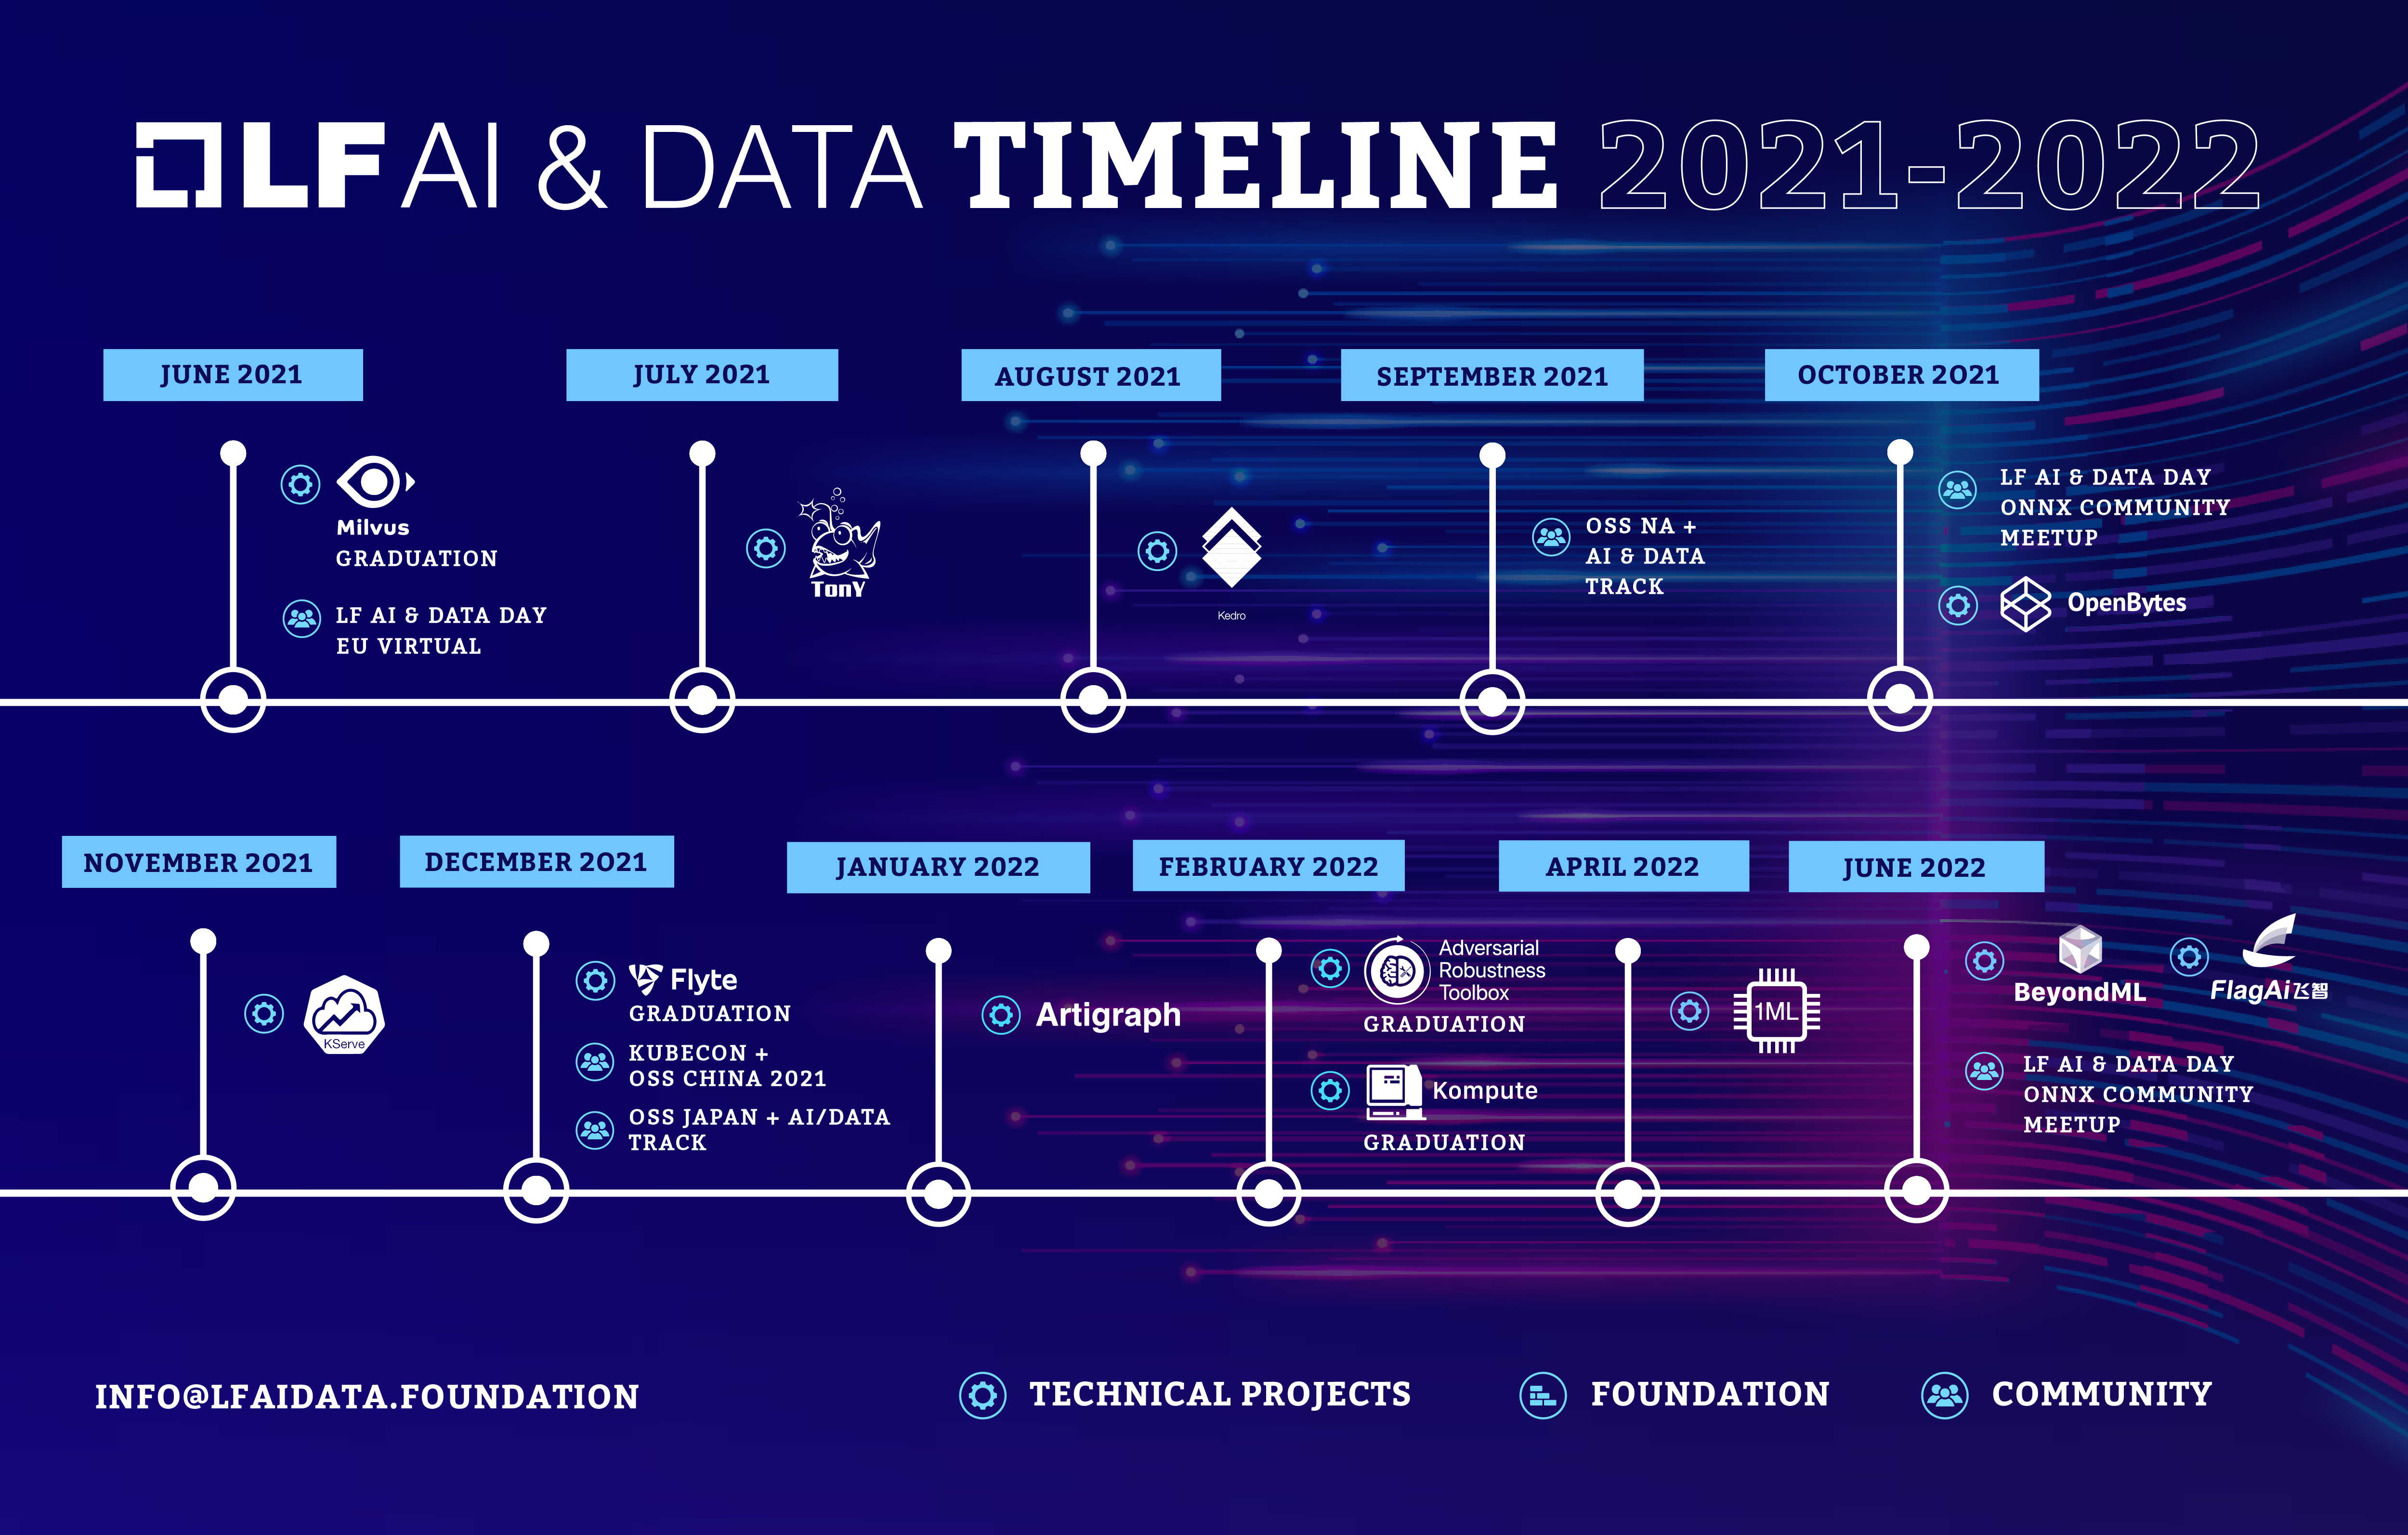 LF AI & DATA TIMELINE 2021-2022
JUNE 2021
Milvus
GRADUATION
LF AI & DATA DAY
EU VIRTUAL
JULY 2021
TonY
AUGUST 2021
Kedro
SEPTEMBER 2021
OSS NA +
AI & DATA
TRACK
OCTOBER 2021
LF AI & DATA DAY
ONNX COMMUNITY
MEETUP
OpenBytes
NOVEMBER 2021
KServe
DECEMBER 2021
Flyte
GRADUATION
KUBECON +
OSS CHINA 2021
OSS JAPAN + AI/DATA
TRACK
JANUARY 2022
Artigraph
FEBRUARY 2022
Adversarial
Robustness
Toolbox
GRADUATION
Kompute
GRADUATION
APRIL 2022
1ML
JUNE 2022
BeyondML
FlagAi飞智
LF AI & DATA DAY
ONNX COMMUNITY
MEETUP
INFO@LFAIDATA.FOUNDATION
TECHNICAL PROJECTS
FOUNDATION
COMMUNITY